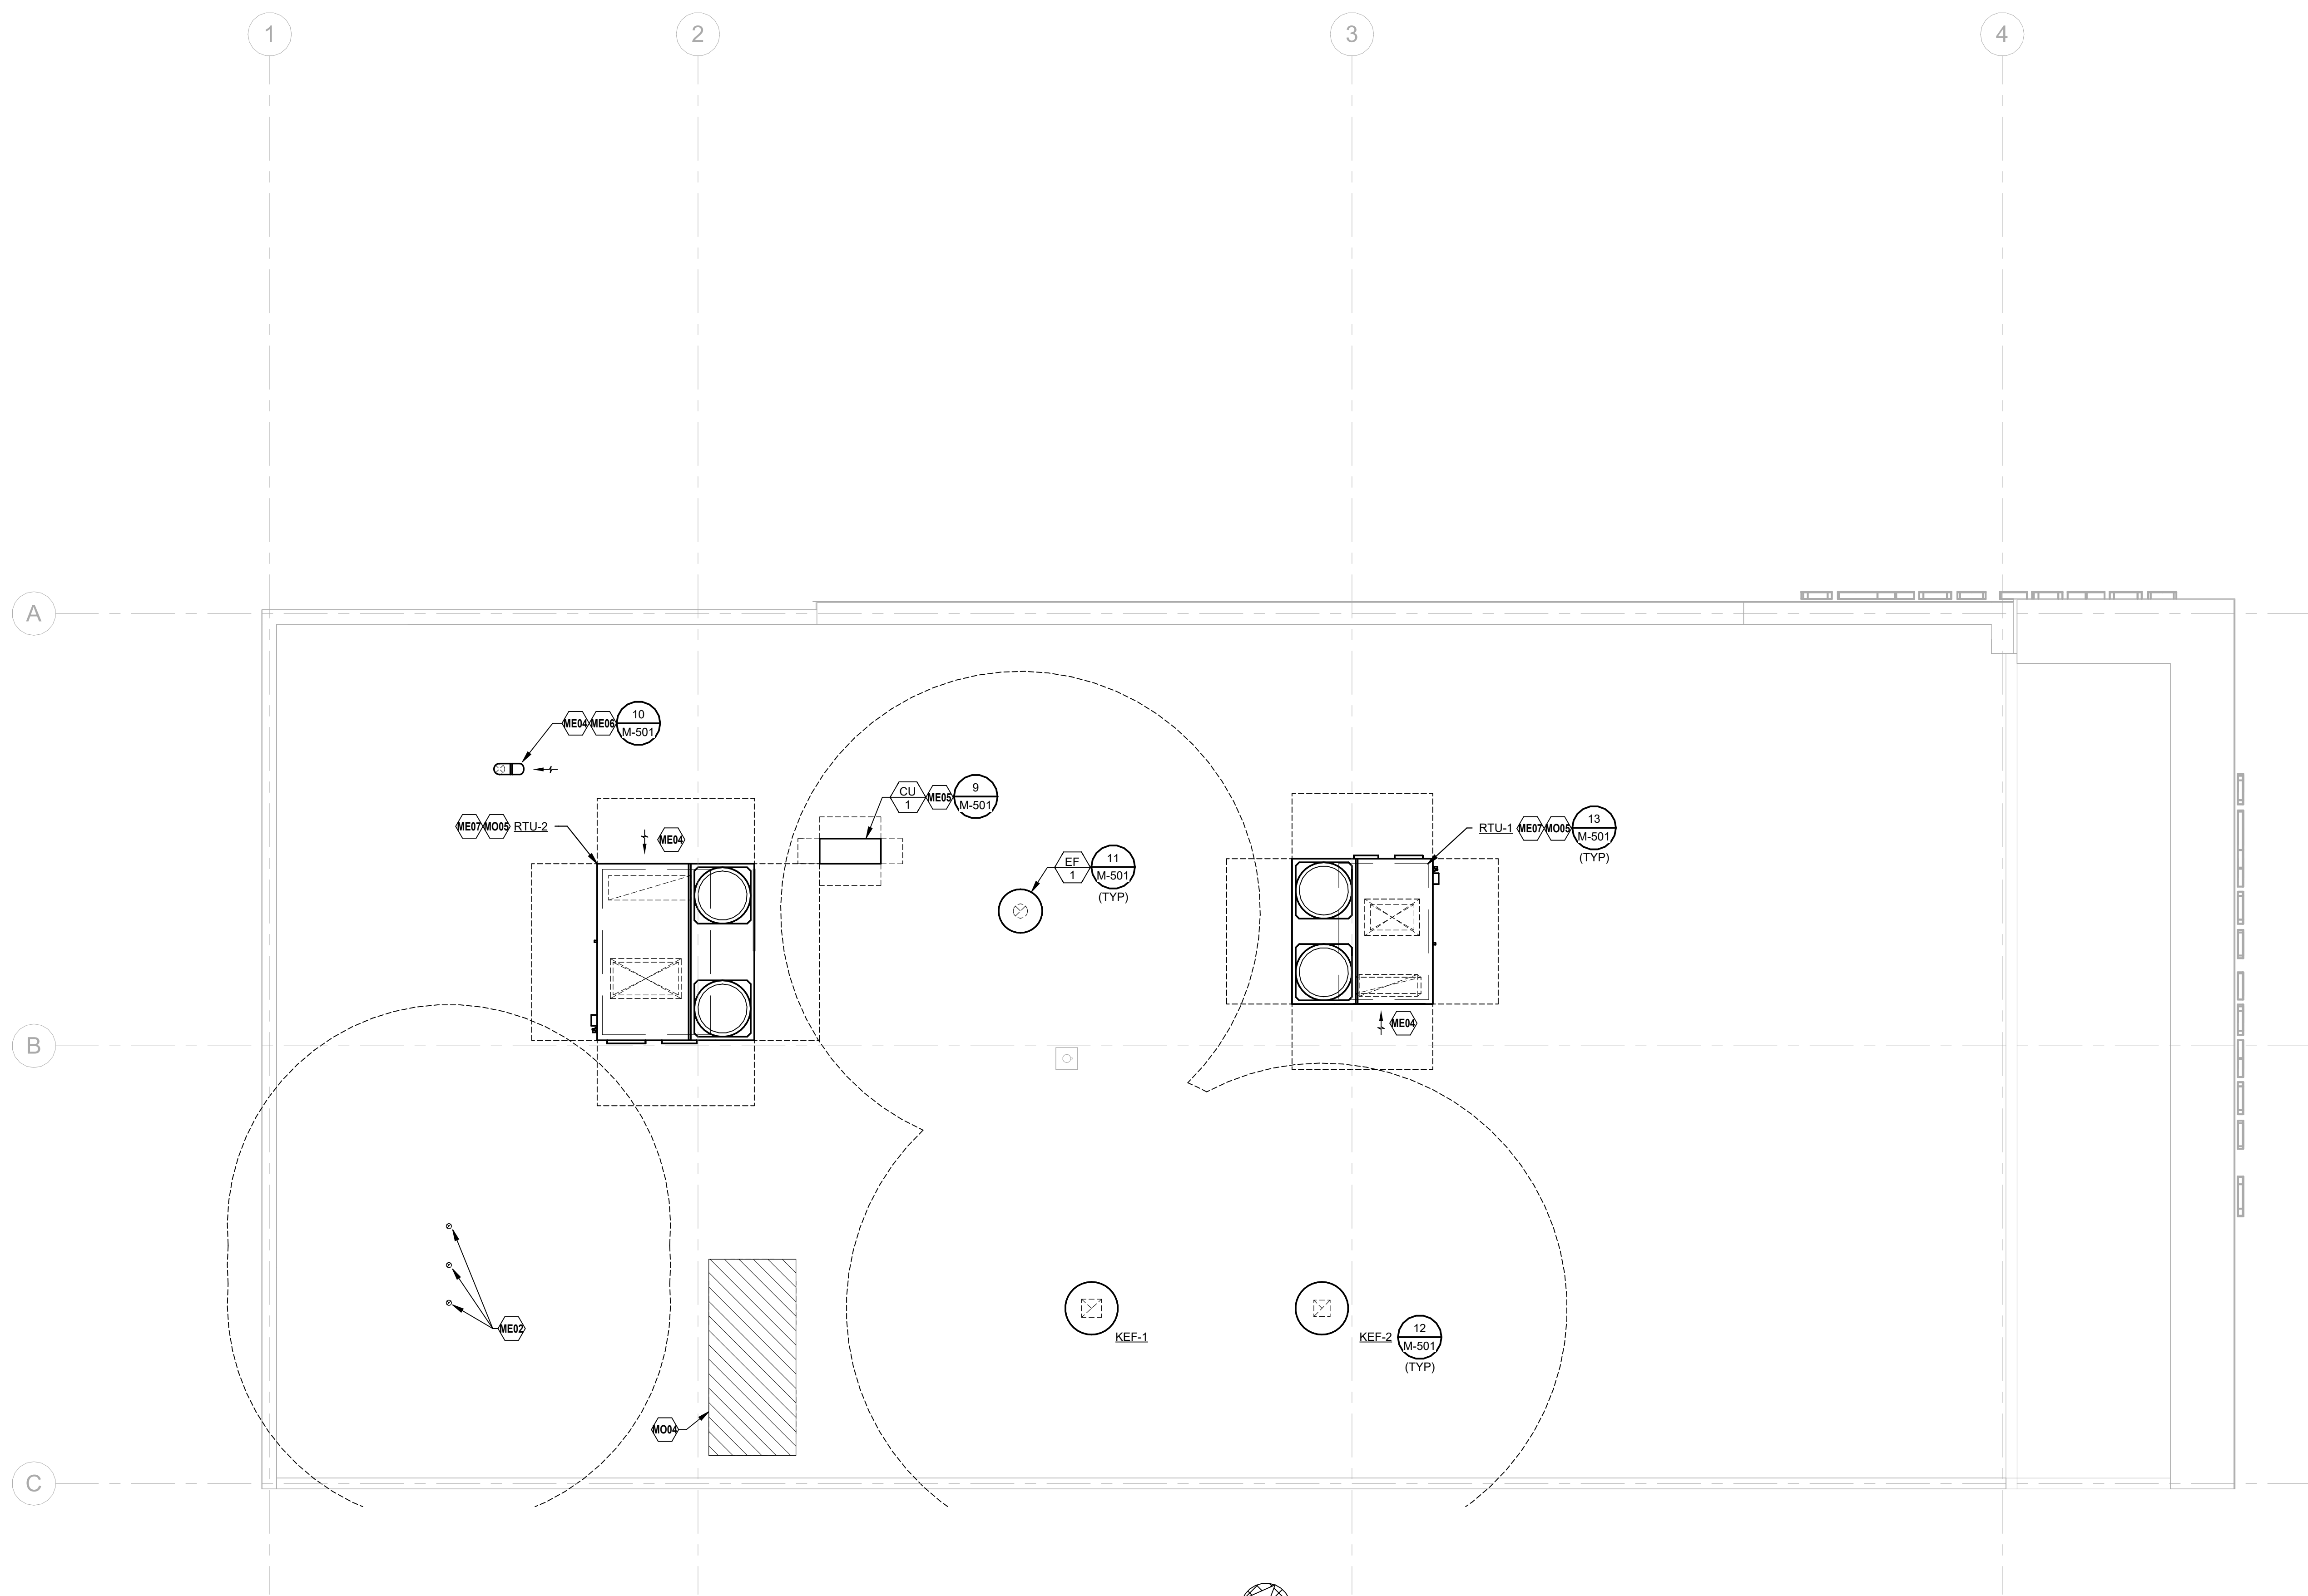 1
2
3
4
A
ME04 ME06 10
M-501
CU
1
ME05 9
M-501
ME07 MO05 RTU-2
ME04
RTU-1 ME07 MO05 13
M-501
(TYP)
EF
1
11
M-501
(TYP)
ME04
B
ME02
KEF-1
KEF-2 12
M-501
(TYP)
MO04
C